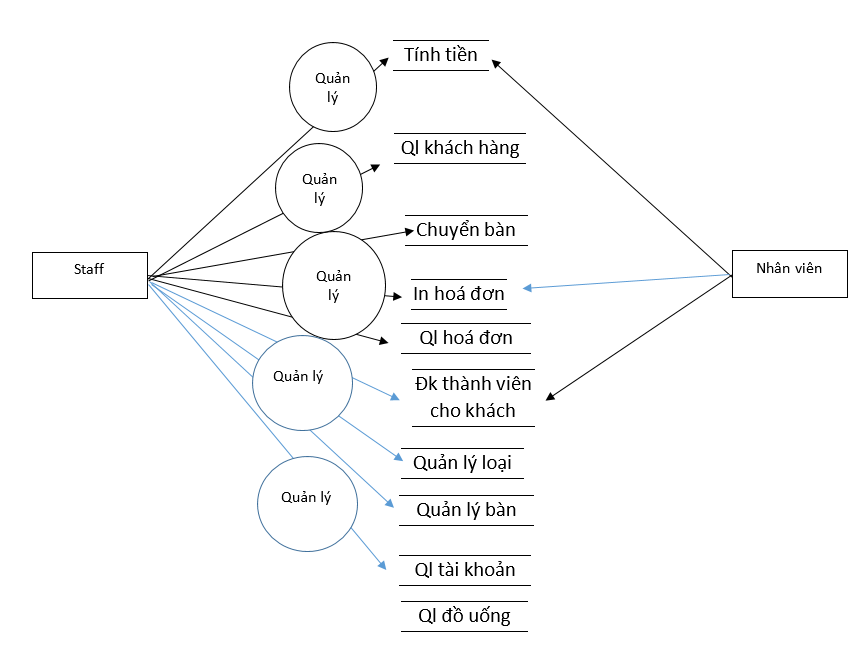 Tính tiền
Quản
lý
Ql khách hàng
Quản
lý
Chuyển bàn
Staff
Quản
lý
Nhân viên
In hoá đơn
Ql hoá đơn
Quản lý
Đk thành viên
cho khách
Quản lý loại
Quản lý
Quản lý bàn
Ql tài khoản
Ql đồ uống